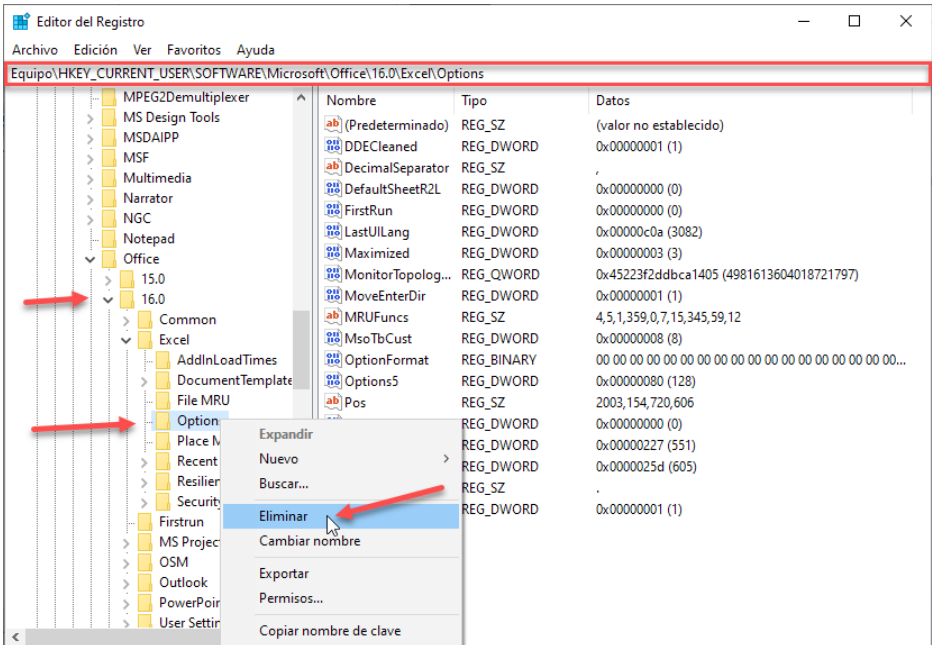 Editor del Registro
Archivo Edición Ver Favoritos Ayuda
Equipo\HKEY_CURRENT_USER\SOFTWARE\Microsoft\Office\16.0\Excel\Options
MPEG2Demultiplexer
MS Design Tools
MSDAIPP
MSF
Multimedia
Narrator
NGC
Notepad
Office
15.0
16.0
Common
Excel
AddInLoadTimes
DocumentTemplate
File MRU
Option
Place M
Recent
Resilien
Security
Firstrun
MS Projec
OSM
Outlook
PowerPoin
User Settin
Nombre Tipo Datos
(Predeterminado) REG_SZ (valor no establecido)
DDECleaned REG_DWORD 0x00000001 (1)
DecimalSeparator REG_SZ ,
DefaultSheetR2L REG_DWORD 0x00000000 (0)
FirstRun REG_DWORD 0x00000000 (0)
LastUILang REG_DWORD 0x00000c0a (3082)
Maximized REG_DWORD 0x00000003 (3)
MonitorTopolog... REG_QWORD 0x45223f2ddbca1405 (4981613604018721797)
MoveEnterDir REG_DWORD 0x00000001 (1)
MRUFuncs REG_SZ 4,5,1,359,0,7,15,345,59,12
MsoTbCust REG_DWORD 0x00000008 (8)
OptionFormat REG_BINARY 00 00 00 00 00 00 00 00 00 00 00 00 00 00 00 00 00...
Options5 REG_DWORD 0x00000080 (128)
Pos REG_SZ 2003,154,720,606
REG_DWORD 0x00000000 (0)
REG_DWORD 0x00000227 (551)
REG_DWORD 0x0000025d (605)
REG_SZ .
REG_DWORD 0x00000001 (1)
Expandir
Nuevo
Buscar...
Eliminar
Cambiar nombre
Exportar
Permisos...
Copiar nombre de clave